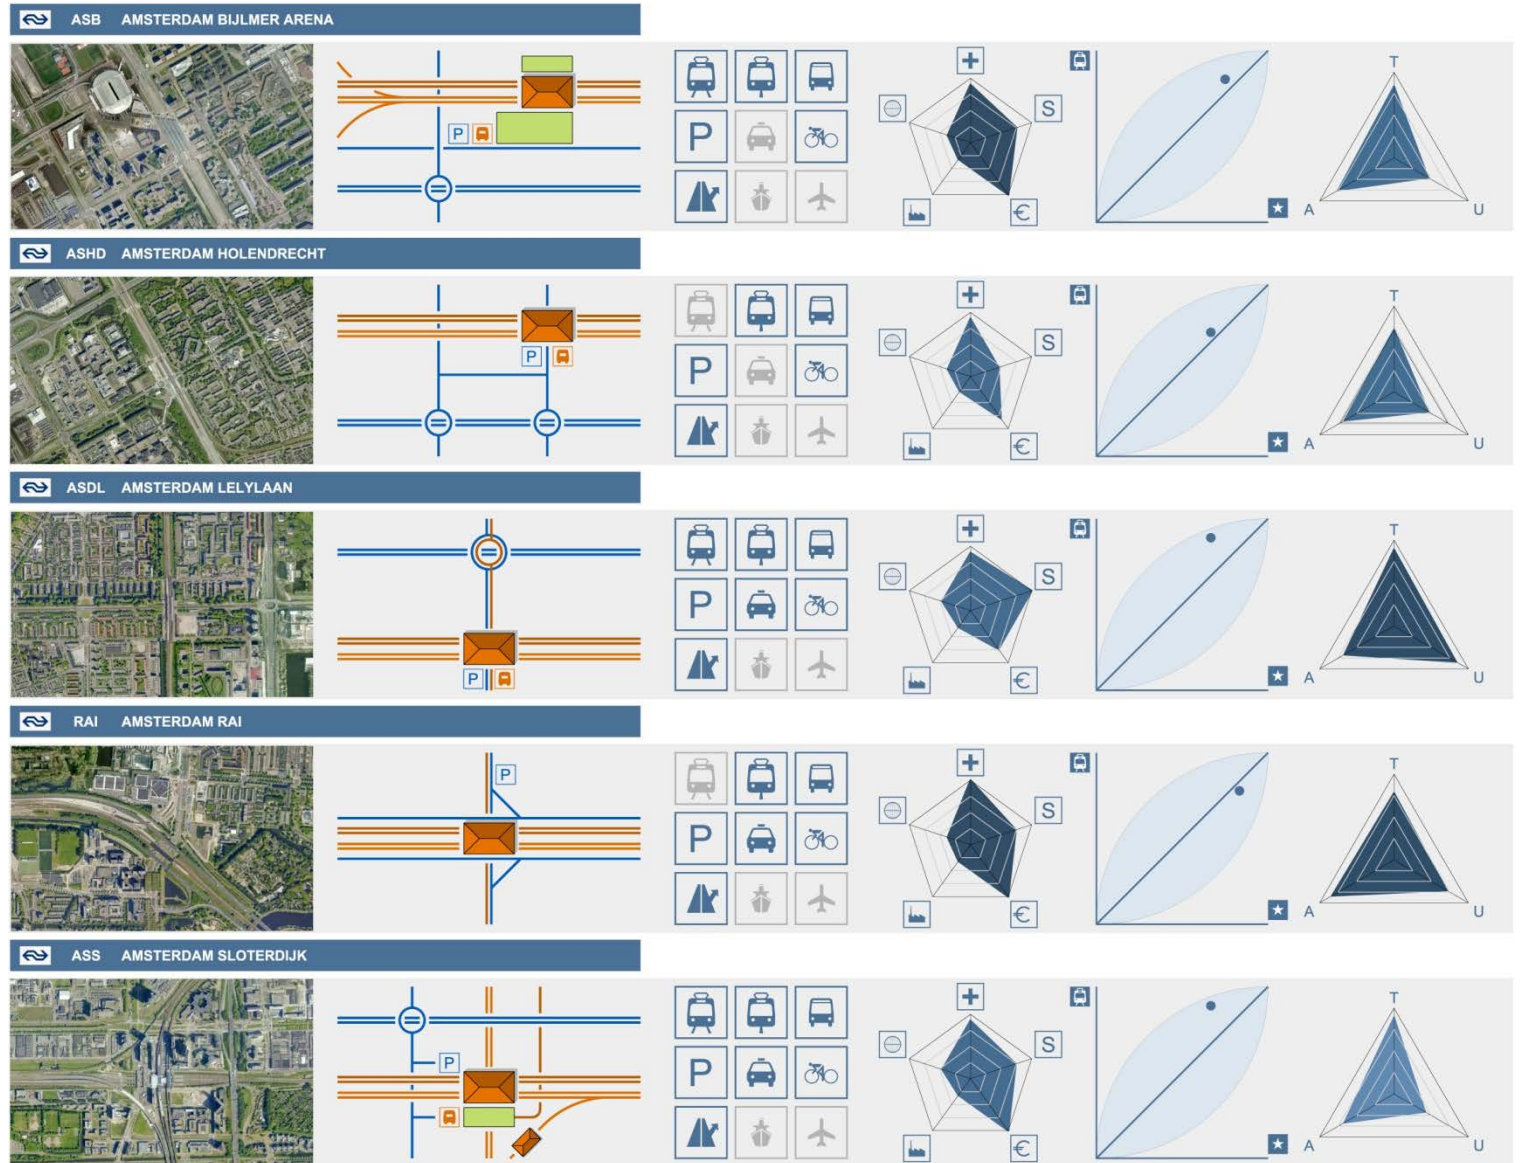 ASB AMSTERDAM BIJLMER ARENA
P
P
S
€
T
A
U
ASHD AMSTERDAM HOLENDRECHT
P
P
S
€
T
A
U
ASDL AMSTERDAM LELYLAAN
P
P
S
€
T
A
U
RAI AMSTERDAM RAI
P
P
S
€
T
A
U
ASS AMSTERDAM SLOTERDIJK
P
P
S
€
T
A
U